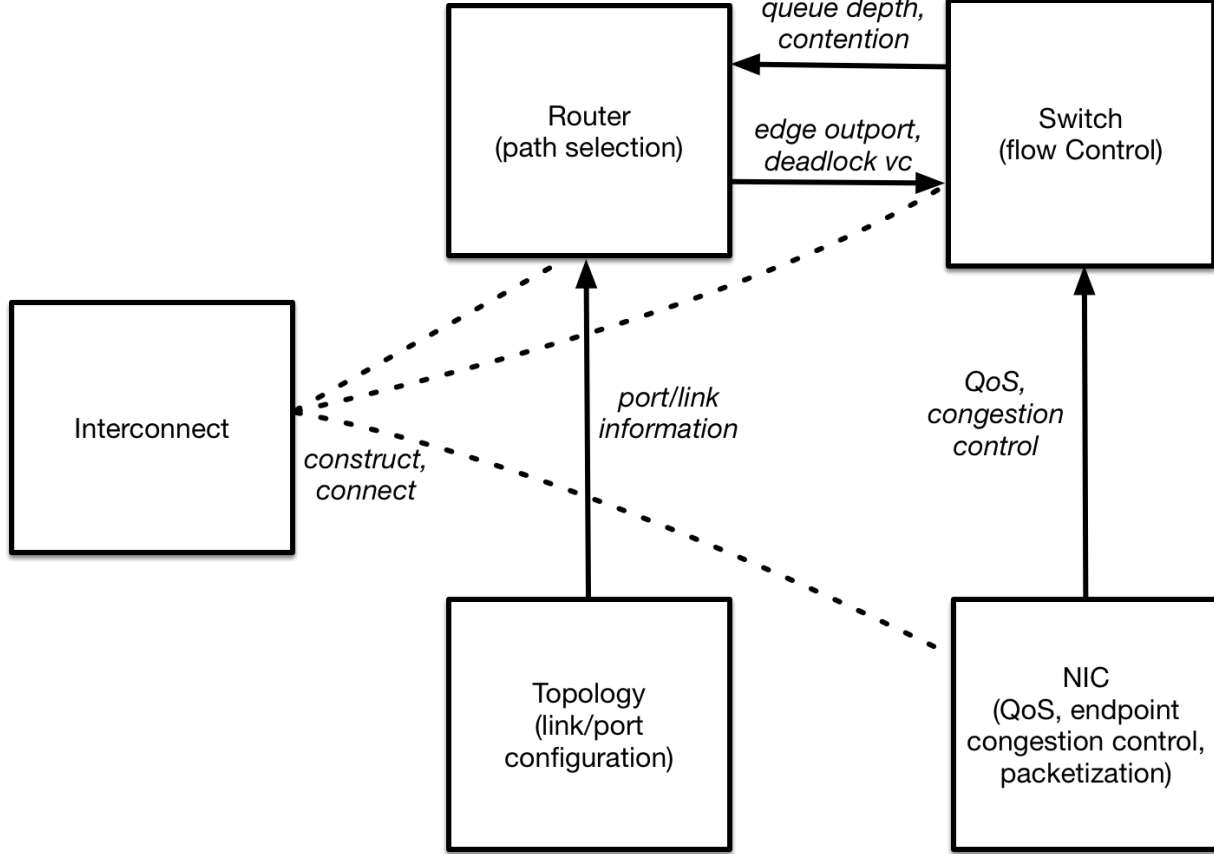 queue depth,
contention
Router
(path selection)
edge outport,
deadlock vc
Switch
(flow Control)
Interconnect
construct,
connect
port/link
information
QoS,
congestion
control
Topology
(link/port
configuration)
NIC
(QoS, endpoint
congestion control,
packetization)